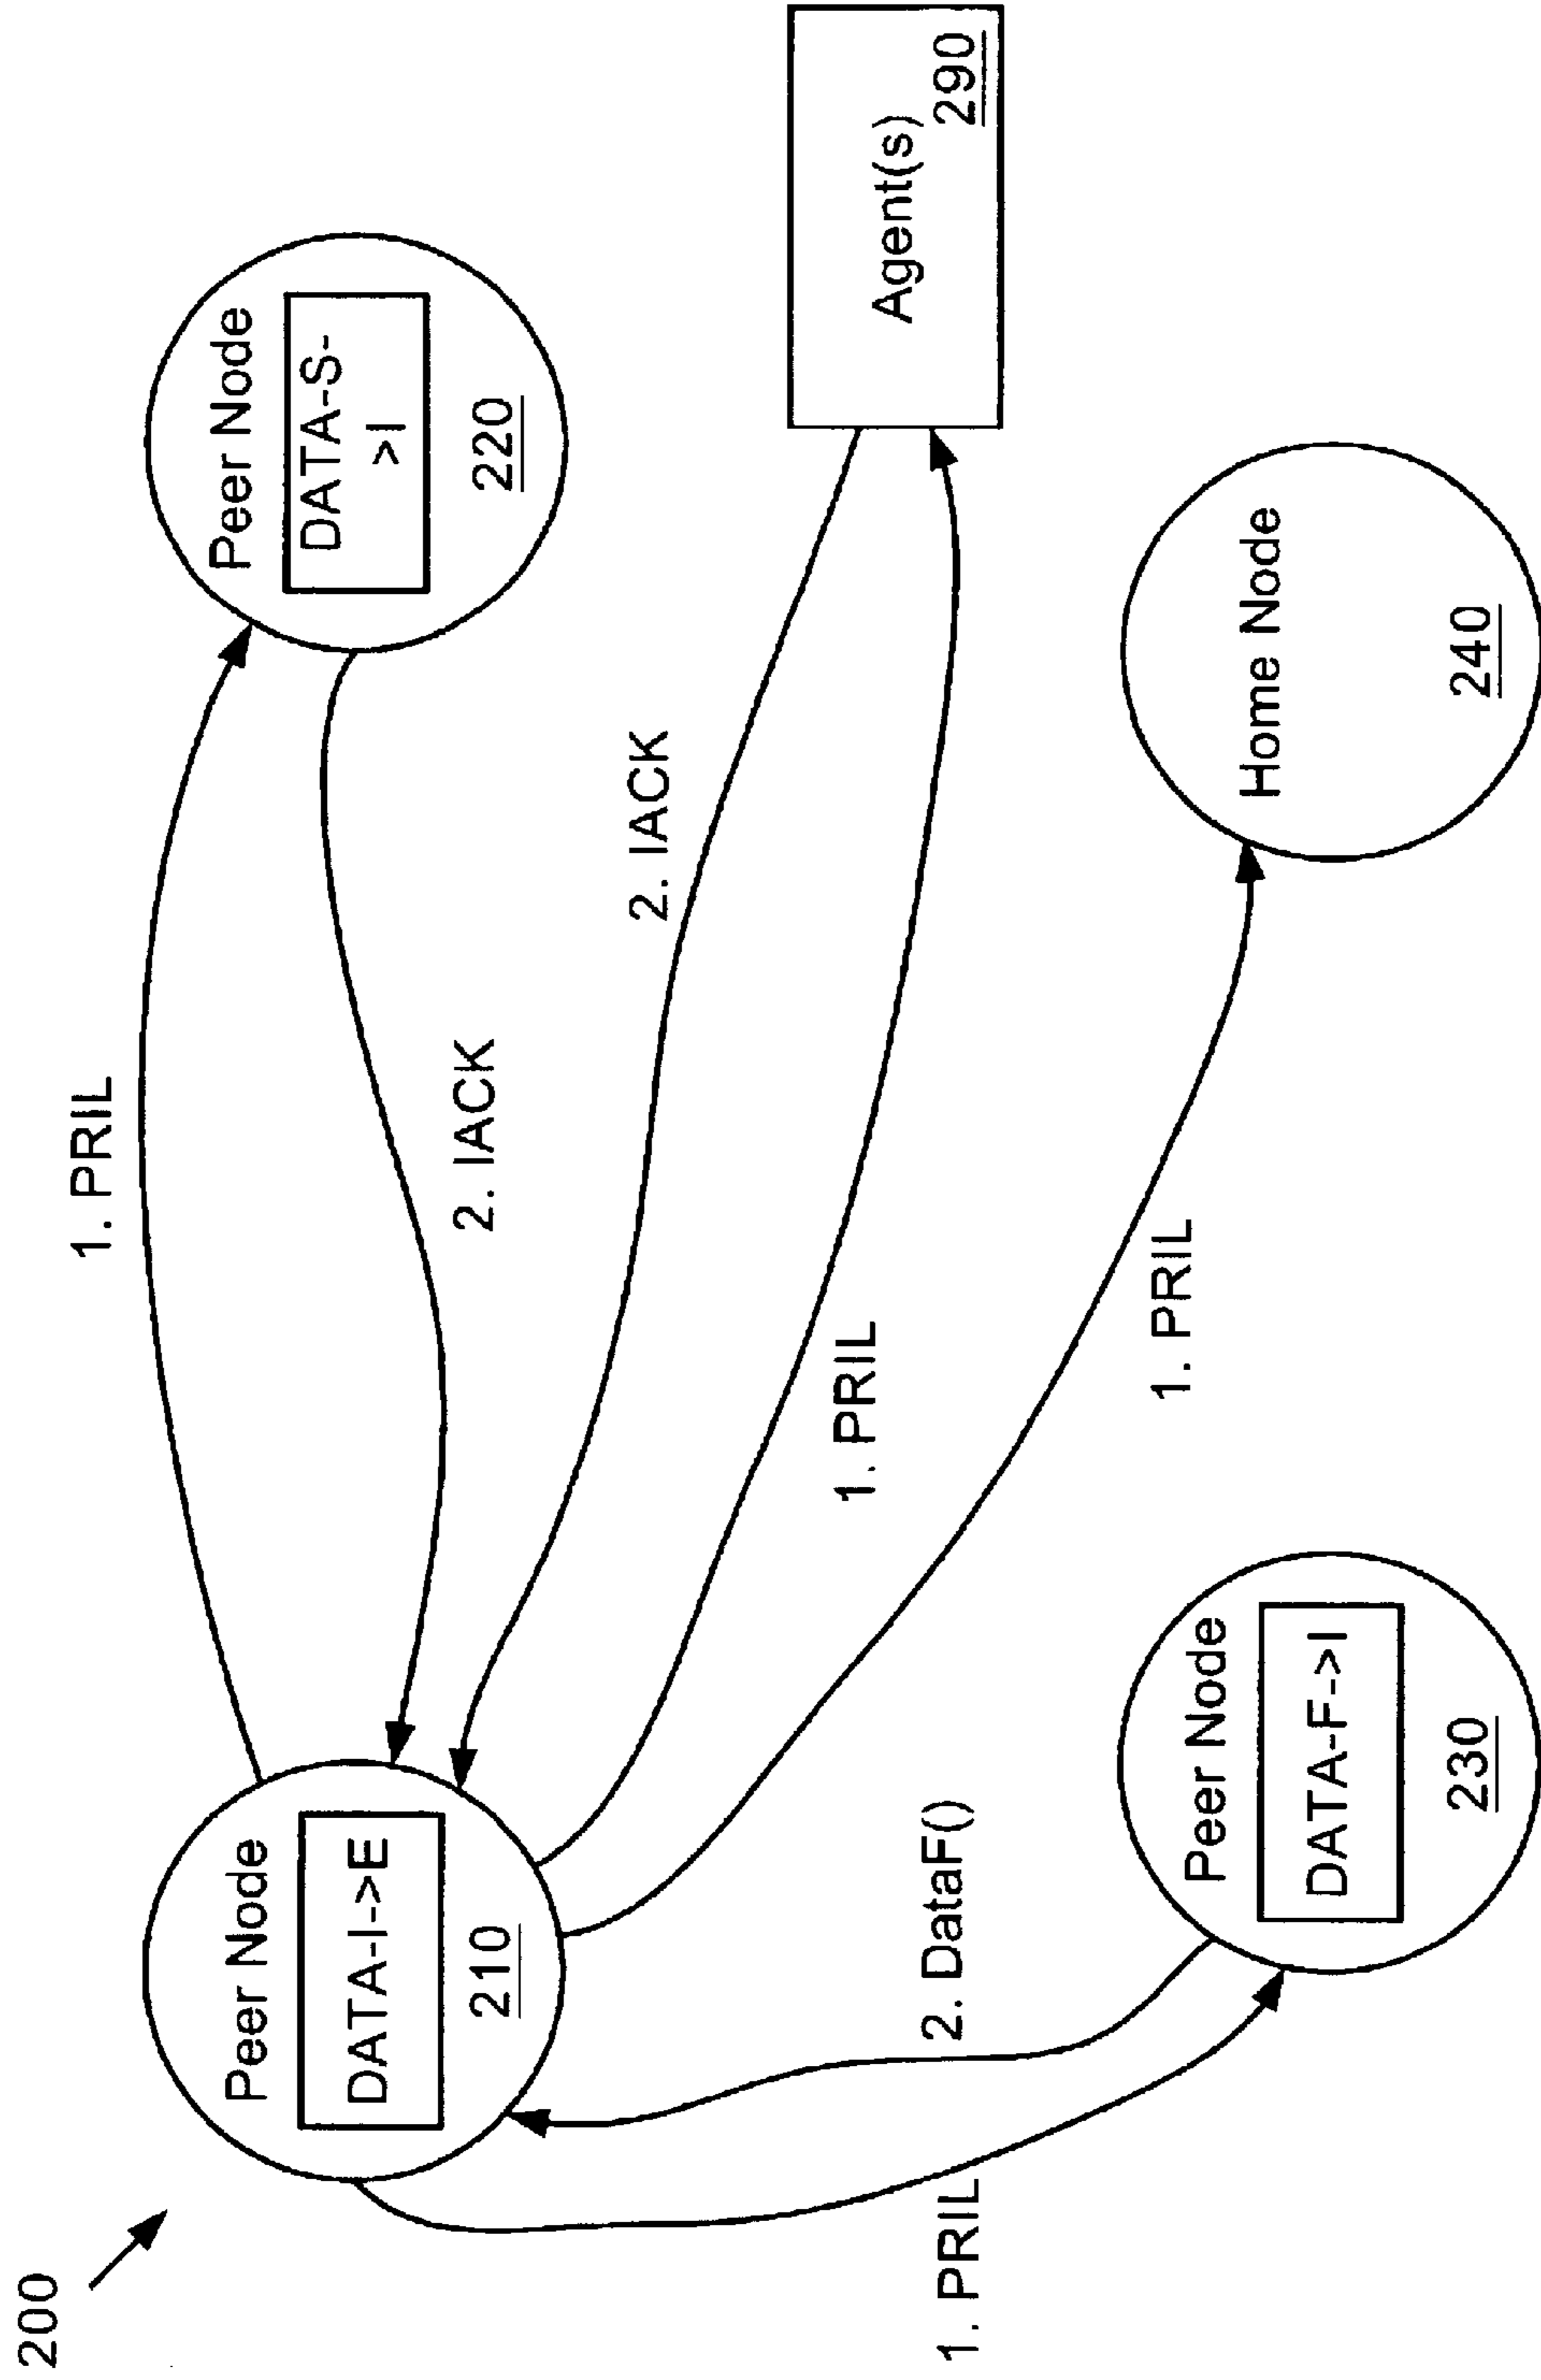 200
Peer Node
DATA-I->E
210
1. PRIL
2. IACK
Peer Node
DATA-S-
>I
220
2. IACK
1. PRIL
Agent(s)
290
1. PRIL
Home Node
240
1. PRIL
2. DataF()
Peer Node
DATA-F->I
230